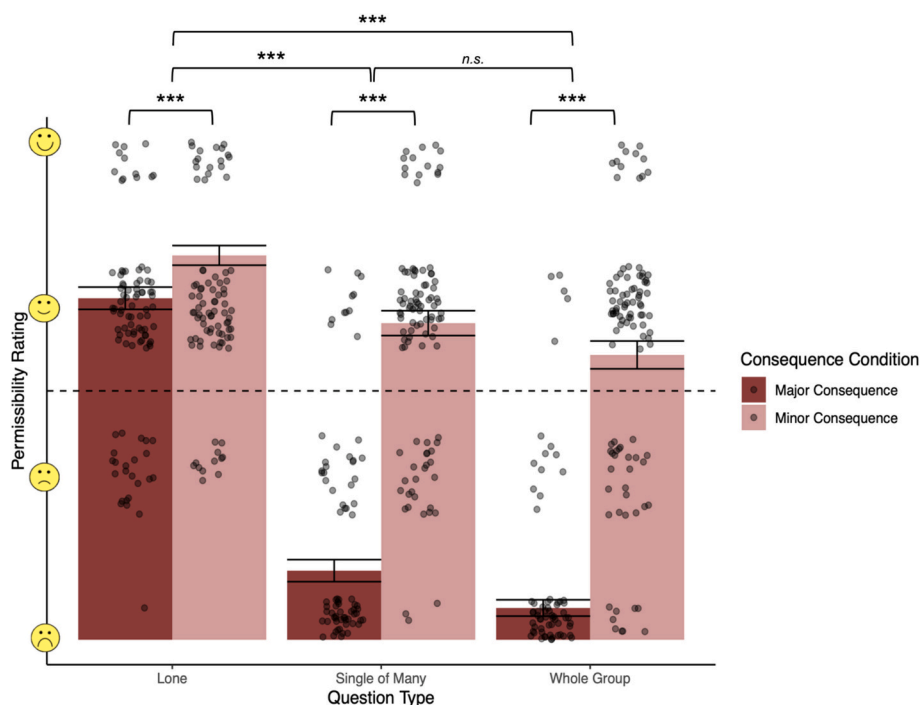 ***
***
n.s.
***
***
***
Permissibility Rating
Consequence Condition
Major Consequence
Minor Consequence
Lone
Single of Many
Whole Group
Question Type